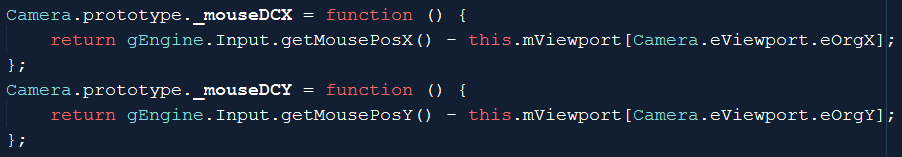 Camera.prototype._mouseDCX = function () {
    return gEngine.Input.getMousePosX() - this.mViewport[Camera.eViewport.eOrgX];
};
Camera.prototype._mouseDCY = function () {
    return gEngine.Input.getMousePosY() - this.mViewport[Camera.eViewport.eOrgY];
};